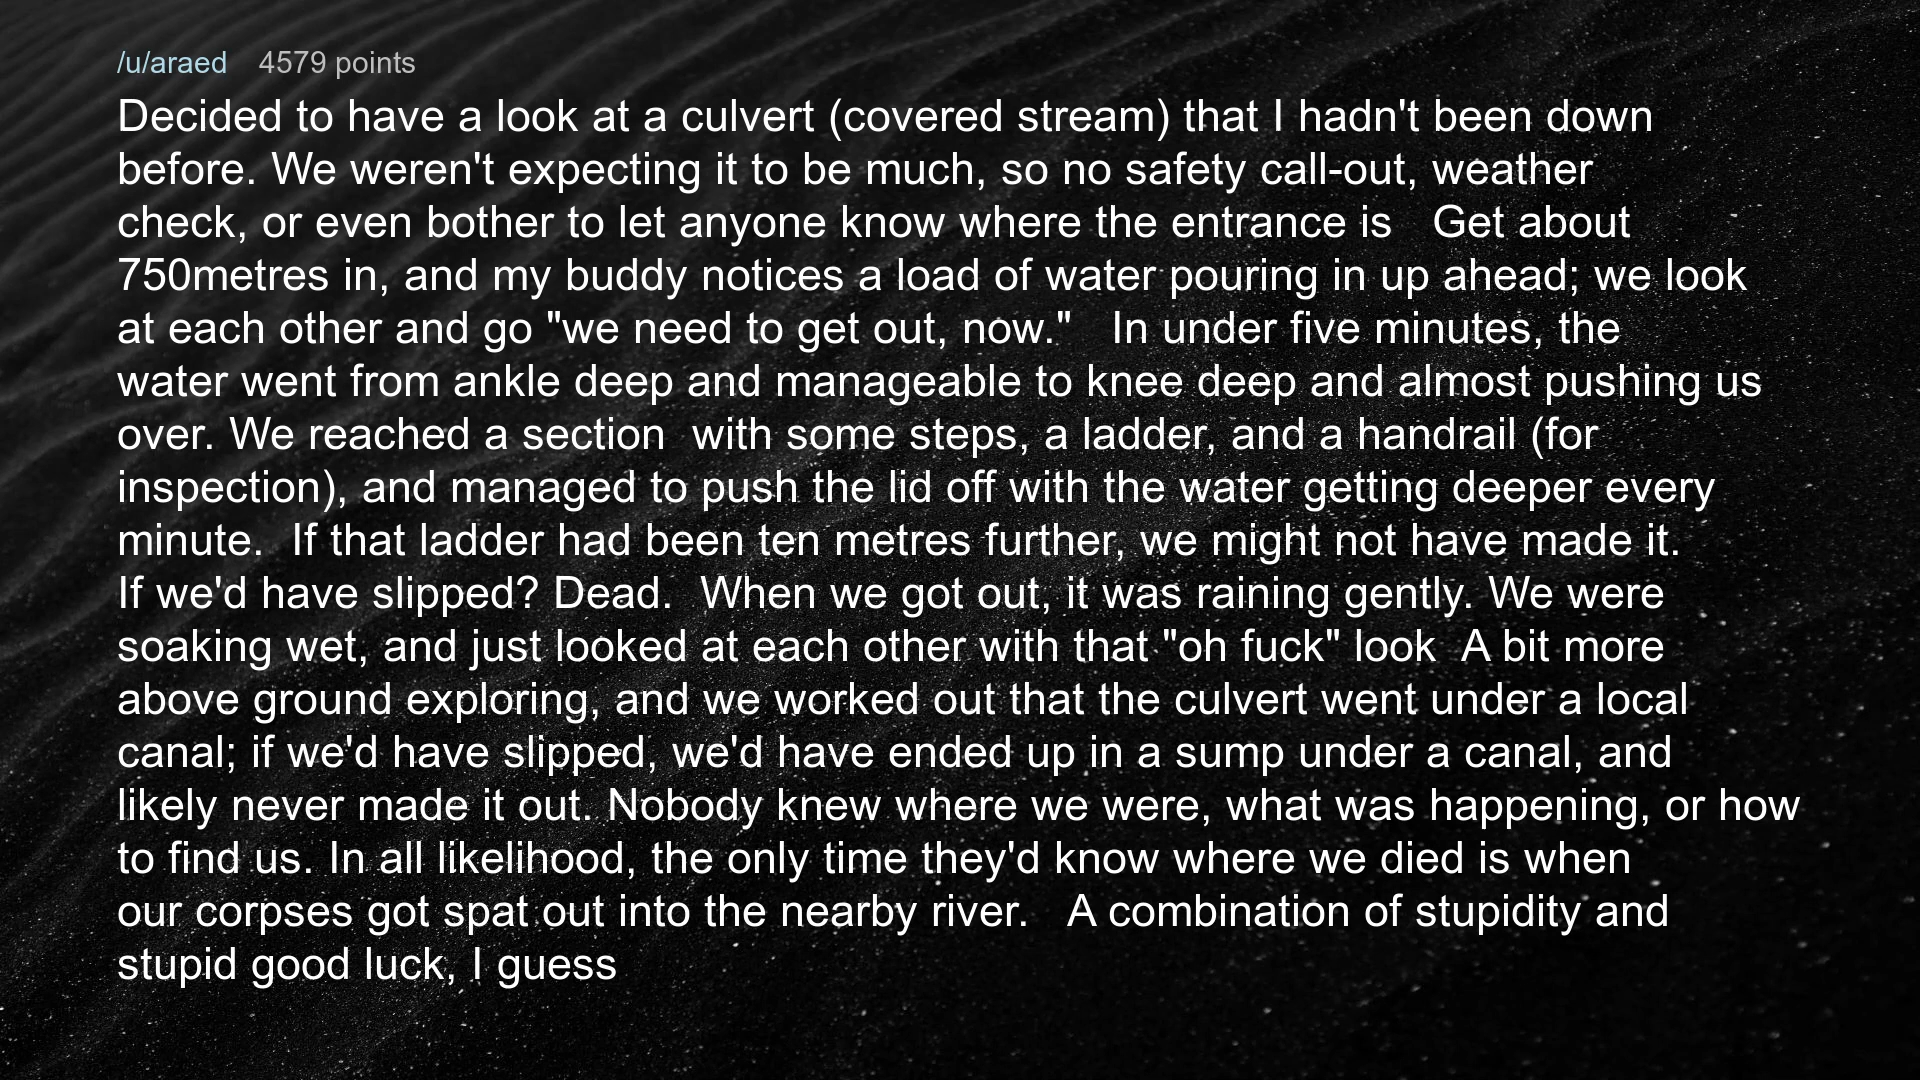 /u/araed 4579 points
Decided to have a look at a culvert (covered stream) that I hadn't been down
before. We weren't expecting it to be much, so no safety call-out, weather
check, or even bother to let anyone know where the entrance is   Get about
750metres in, and my buddy notices a load of water pouring in up ahead; we look
at each other and go "we need to get out, now."   In under five minutes, the
water went from ankle deep and manageable to knee deep and almost pushing us
over. We reached a section  with some steps, a ladder, and a handrail (for
inspection), and managed to push the lid off with the water getting deeper every
minute.  If that ladder had been ten metres further, we might not have made it.
If we'd have slipped? Dead.  When we got out, it was raining gently. We were
soaking wet, and just looked at each other with that "oh fuck" look  A bit more
above ground exploring, and we worked out that the culvert went under a local
canal; if we'd have slipped, we'd have ended up in a sump under a canal, and
likely never made it out. Nobody knew where we were, what was happening, or how
to find us. In all likelihood, the only time they'd know where we died is when
our corpses got spat out into the nearby river.   A combination of stupidity and
stupid good luck, I guess